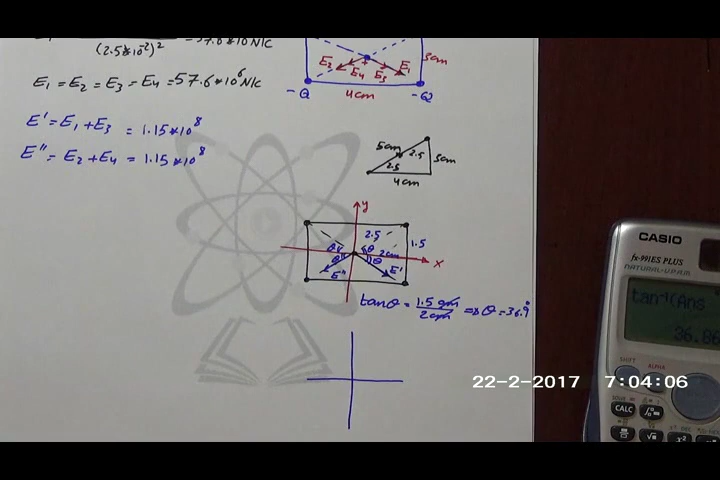 (2.5*10⁻²)²
E₁ = E₂ = E₃ = E₄ = 57.6*10⁶ N/C
E' = E₁ + E₃ = 1.15*10⁸
E'' = E₂ + E₄ = 1.15*10⁸
E₂ E₄ + E₃ E₁
3cm
-Q 4cm -Q
5cm 2.5
2.5 3cm
4cm
y
2.5
1.5
θ θ 2cm
θ θ x
E'' E'
tanθ = 1.5 cm / 2 cm ⇒ θ = 36.9°
CASIO
fx-991ES PLUS
NATURAL-V.P.A.M.
tan⁻¹(Ans
36.86
SHIFT ALPHA
CALC
22-2-2017 7:04:06